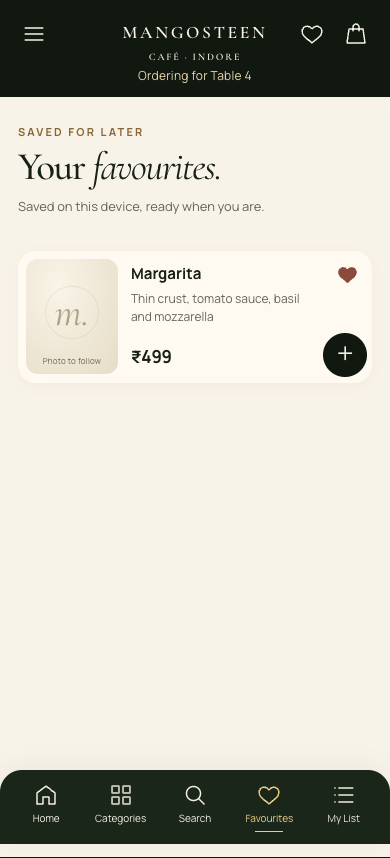 MANGOSTEEN
CAFÉ · INDORE
Ordering for Table 4
SAVED FOR LATER
Your favourites.
Saved on this device, ready when you are.
Margarita
Thin crust, tomato sauce, basil
and mozzarella
m.
Photo to follow
₹499
Home
Categories
Search
Favourites
My List